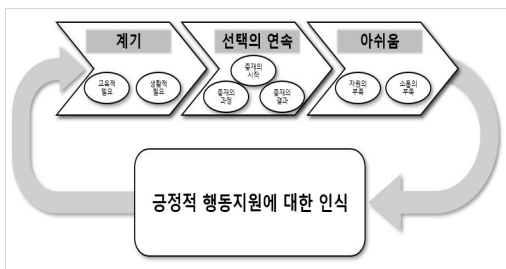 계기
선택의 연속
아쉬움
교육적
필요
생활적
필요
중재의
시작
중재의
과정
중재의
결과
자원의
부족
소통의
부족
긍정적 행동지원에 대한 인식